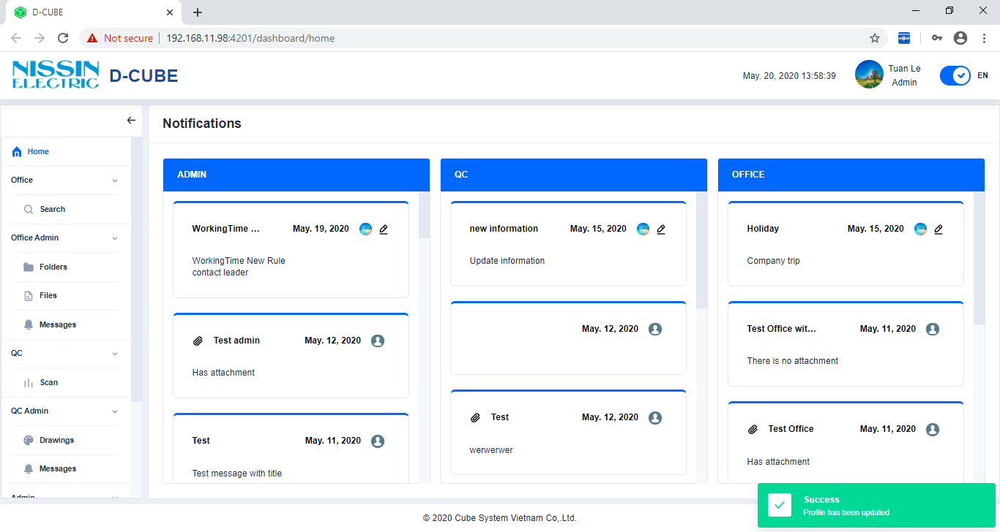 D-CUBE
Not secure
192.168.11.98:4201/dashboard/home
NISSIN
ELECTRIC
D-CUBE
May. 20, 2020 13:58:39
Tuan Le
Admin
EN
Home
Office
Search
Office Admin
Folders
Files
Messages
QC
Scan
QC Admin
Drawings
Messages
Admin
Notifications
ADMIN
WorkingTime ...
May. 19, 2020
WorkingTime New Rule
contact leader
Test admin
May. 12, 2020
Has attachment
Test
May. 11, 2020
Test message with title
QC
new information
May. 15, 2020
Update information
May. 12, 2020
Test
May. 12, 2020
werwerwer
OFFICE
Holiday
May. 15, 2020
Company trip
Test Office wit...
May. 11, 2020
There is no attachment
Test Office
May. 11, 2020
Has attachment
Success
Profile has been updated
© 2020 Cube System Vietnam Co,.Ltd.